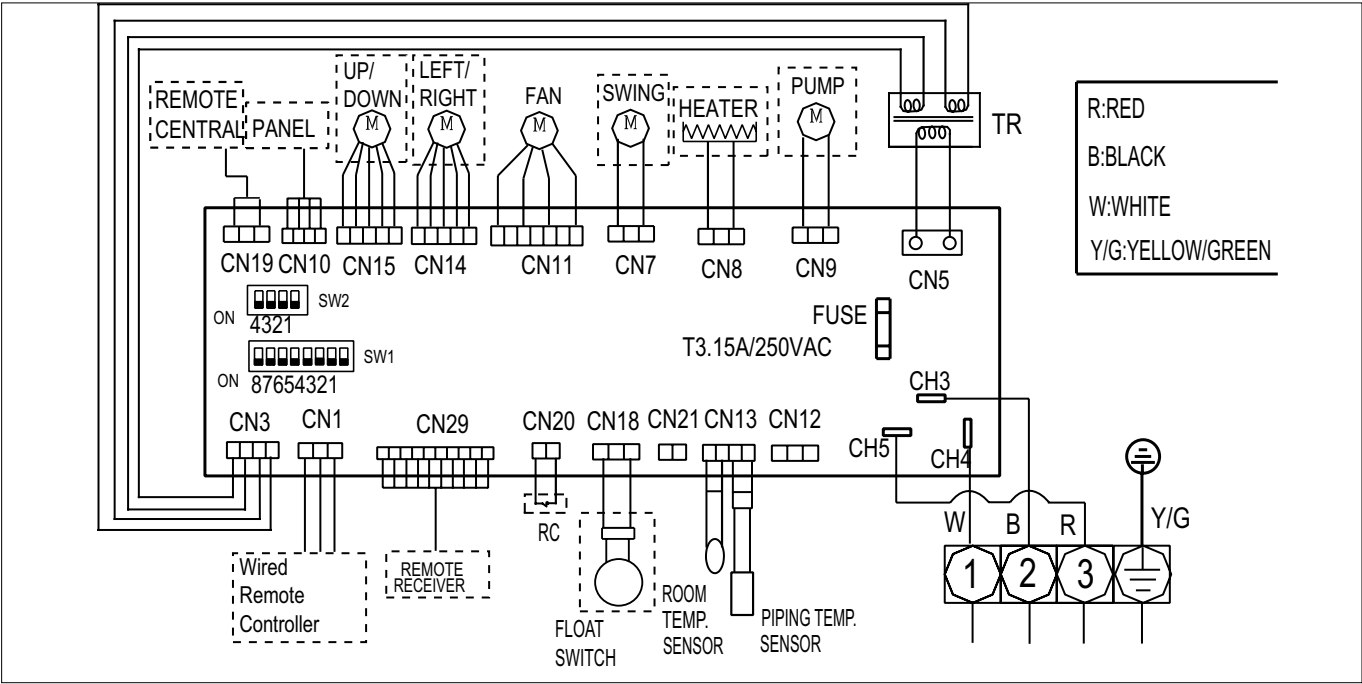 UP/
DOWN
LEFT/
RIGHT
FAN
SWING
HEATER
PUMP
REMOTE
CENTRAL
PANEL
M
M
M
M
M
TR
R:RED
B:BLACK
W:WHITE
Y/G:YELLOW/GREEN
CN19
CN10
CN15
CN14
CN11
CN7
CN8
CN9
CN5
SW2
ON
4321
SW1
ON
87654321
FUSE
T3.15A/250VAC
CH3
CH5
CH4
CN3
CN1
CN29
CN20
CN18
CN21
CN13
CN12
W
B
R
Y/G
1
2
3
Wired
Remote
Controller
REMOTE
RECEIVER
RC
FLOAT
SWITCH
ROOM
TEMP.
SENSOR
PIPING TEMP.
SENSOR